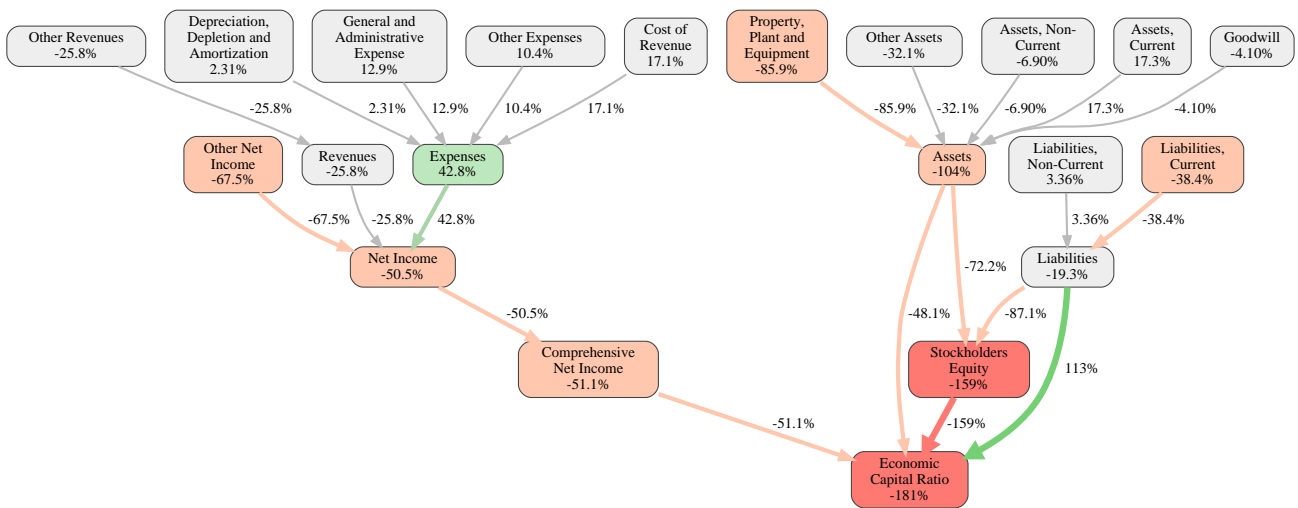 Other Revenues
-25.8%
Depreciation,
Depletion and
Amortization
2.31%
General and
Administrative
Expense
12.9%
Other Expenses
10.4%
Cost of
Revenue
17.1%
Property,
Plant and
Equipment
-85.9%
Other Assets
-32.1%
Assets, Non-
Current
-6.90%
Assets,
Current
17.3%
Goodwill
-4.10%
-25.8%
2.31%
12.9%
10.4%
17.1%
-85.9%
-32.1%
-6.90%
17.3%
-4.10%
Other Net
Income
-67.5%
Revenues
-25.8%
Expenses
42.8%
Assets
-104%
Liabilities,
Non-Current
3.36%
Liabilities,
Current
-38.4%
-67.5%
-25.8%
42.8%
3.36%
-38.4%
Net Income
-50.5%
-72.2%
Liabilities
-19.3%
-50.5%
-48.1%
-87.1%
Comprehensive
Net Income
-51.1%
Stockholders
Equity
-159%
113%
-51.1%
-159%
Economic
Capital Ratio
-181%